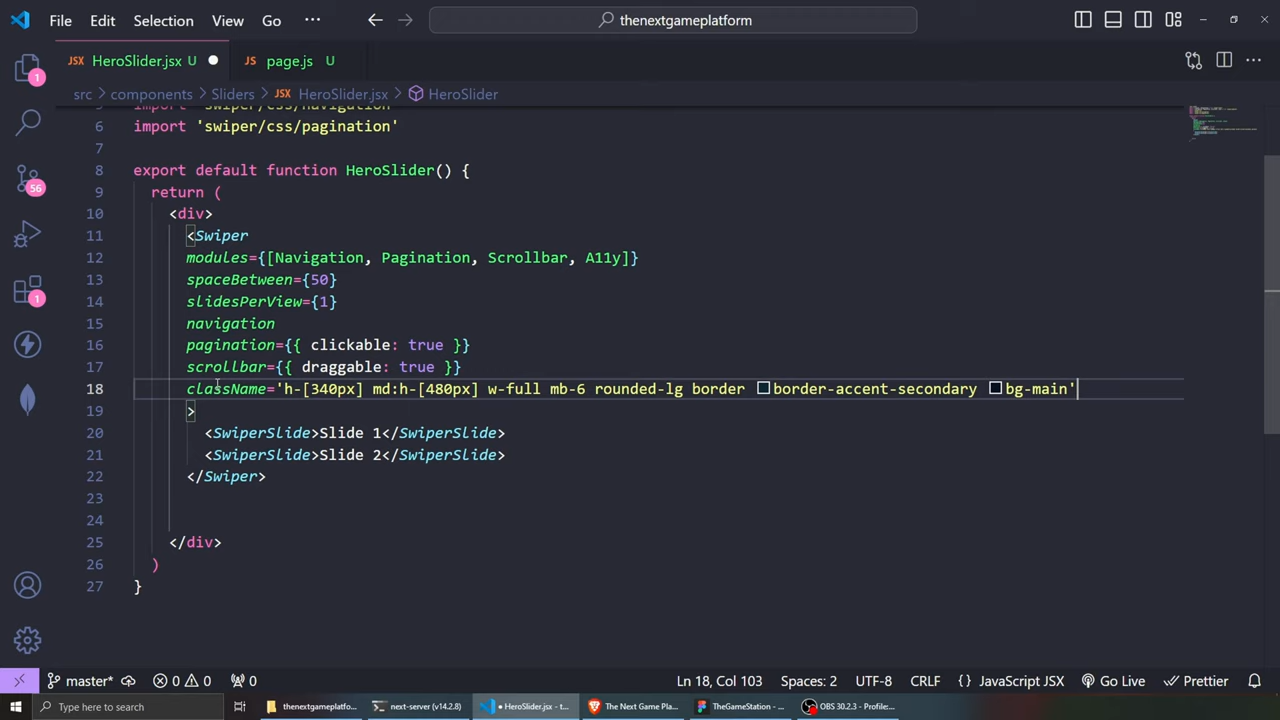 File Edit Selection View Go ··· thenextgameplatform
JSX HeroSlider.jsx U JS page.js U
src > components > Sliders > JSX HeroSlider.jsx > HeroSlider
6 import 'swiper/css/pagination'
7
8 export default function HeroSlider() {
9 return (
10 <div>
11 <Swiper
12 modules={[Navigation, Pagination, Scrollbar, A11y]}
13 spaceBetween={50}
14 slidesPerView={1}
15 navigation
16 pagination={{ clickable: true }}
17 scrollbar={{ draggable: true }}
18 className='h-[340px] md:h-[480px] w-full mb-6 rounded-lg border border-accent-secondary bg-main'
19 >
20 <SwiperSlide>Slide 1</SwiperSlide>
21 <SwiperSlide>Slide 2</SwiperSlide>
22 </Swiper>
23
24
25 </div>
26 )
27 }
1
56
1
master* 0 0 0 Ln 18, Col 103 Spaces: 2 UTF-8 CRLF {} JavaScript JSX Go Live Prettier
Type here to search thenextgameplatfo... next-server (v14.2.8) • HeroSlider.jsx - t... The Next Game Pla... TheGameStation - ... OBS 30.2.3 - Profile:...